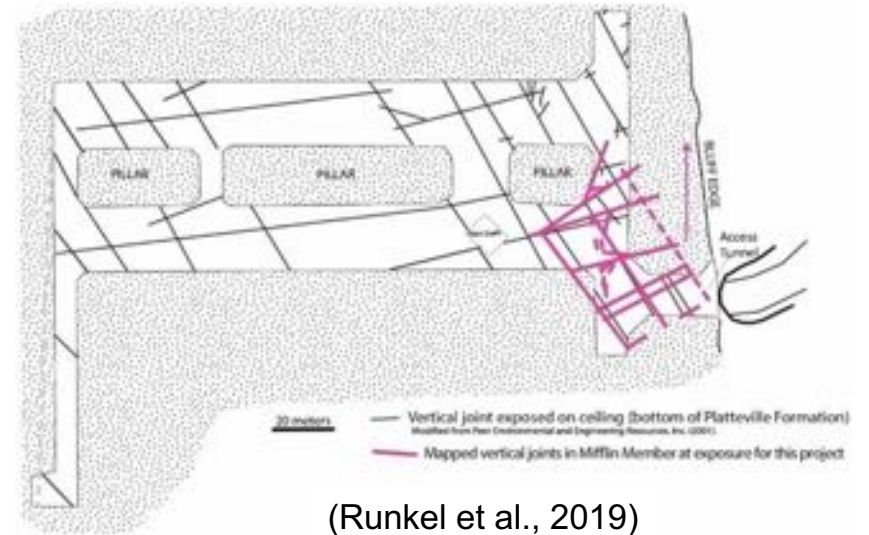 PILLAR
PILLAR
PILLAR
BLUFF EDGE
Access
Tunnel
20 meters
Vertical joint exposed on ceiling (bottom of Platteville Formation)
Modified from Peer Environmental and Engineering Resources, Inc. (2001).
Mapped vertical joints in Mifflin Member at exposure for this project
(Runkel et al., 2019)